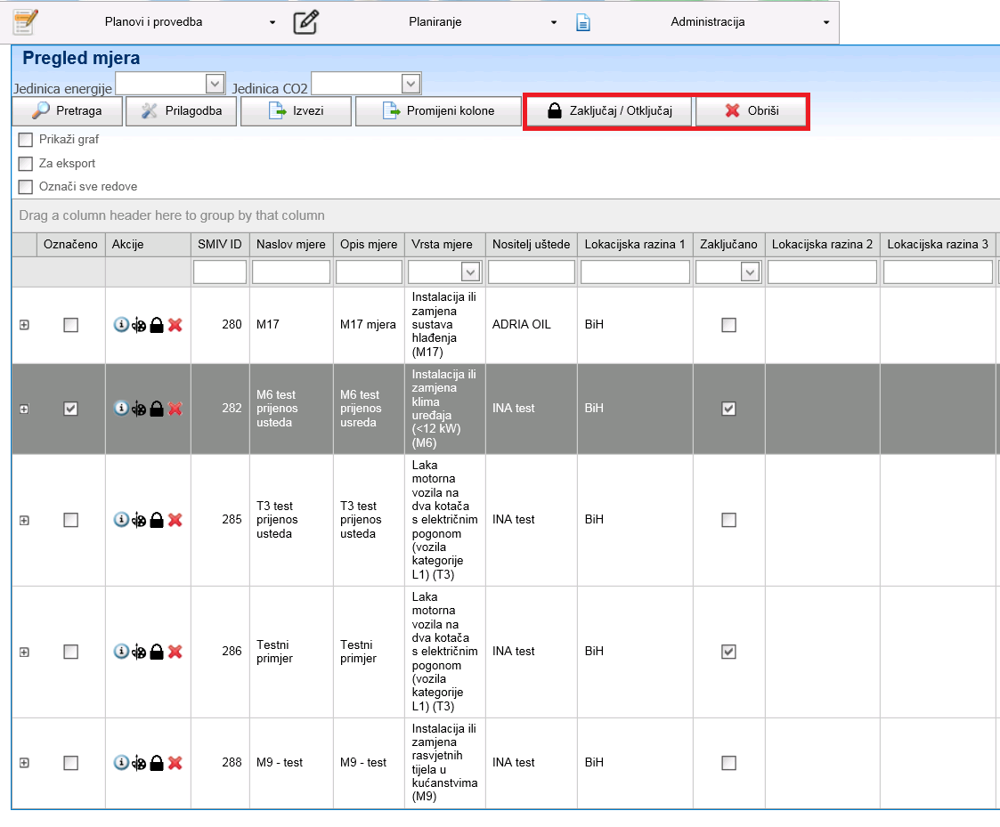 Planovi i provedba
Planiranje
Administracija
Pregled mjera
Jedinica energije
Jedinica CO2
Pretraga
Prilagodba
Izvezi
Promijeni kolone
Zaključaj / Otključaj
Obriši
Prikaži graf
Za eksport
Označi sve redove
Drag a column header here to group by that column
Označeno
Akcije
SMIV ID
Naslov mjere
Opis mjere
Vrsta mjere
Nositelj uštede
Lokacijska razina 1
Zaključano
Lokacijska razina 2
Lokacijska razina 3
280
M17
M17 mjera
Instalacija ili
zamjena
sustava
hlađenja
(M17)
ADRIA OIL
BiH
282
M6 test
prijenos
usteda
M6 test
prijenos
usreda
Instalacija ili
zamjena
klima
uređaja
(<12 kW)
(M6)
INA test
BiH
285
T3 test
prijenos
usteda
T3 test
prijenos
usteda
Laka
motorna
vozila na
dva kotača
s električnim
pogonom
(vozila
kategorije
L1) (T3)
INA test
BiH
286
Testni
primjer
Testni
primjer
Laka
motorna
vozila na
dva kotača
s električnim
pogonom
(vozila
kategorije
L1) (T3)
INA test
BiH
288
M9 - test
M9 - test
Instalacija ili
zamjena
rasvjetnih
tijela u
kućanstvima
(M9)
INA test
BiH